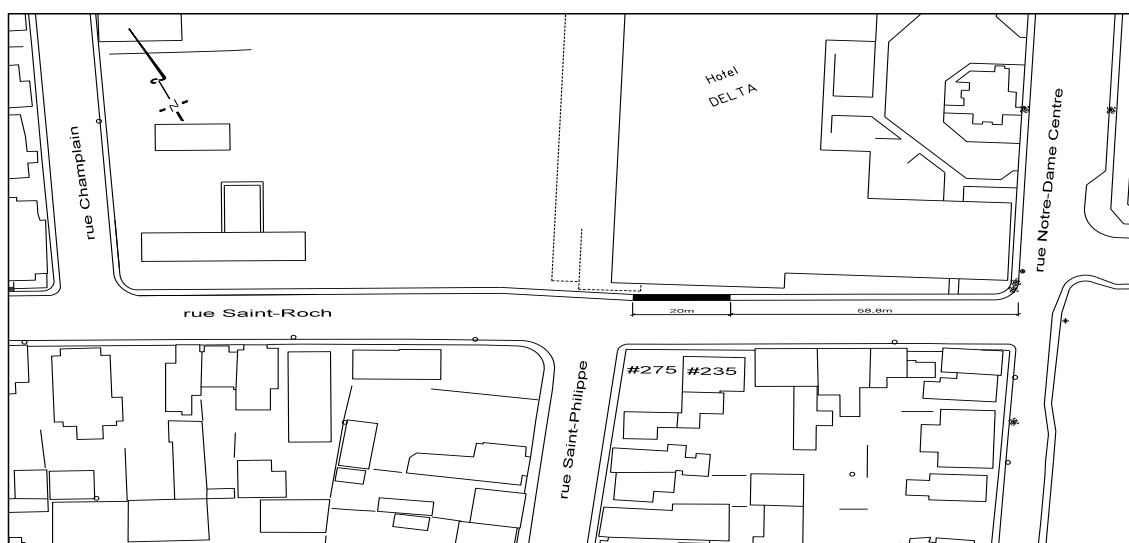 N
Hotel
DELTA
rue Champlain
rue Notre-Dame Centre
rue Saint-Roch
20m
58,8m
rue Saint-Philippe
#275
#235